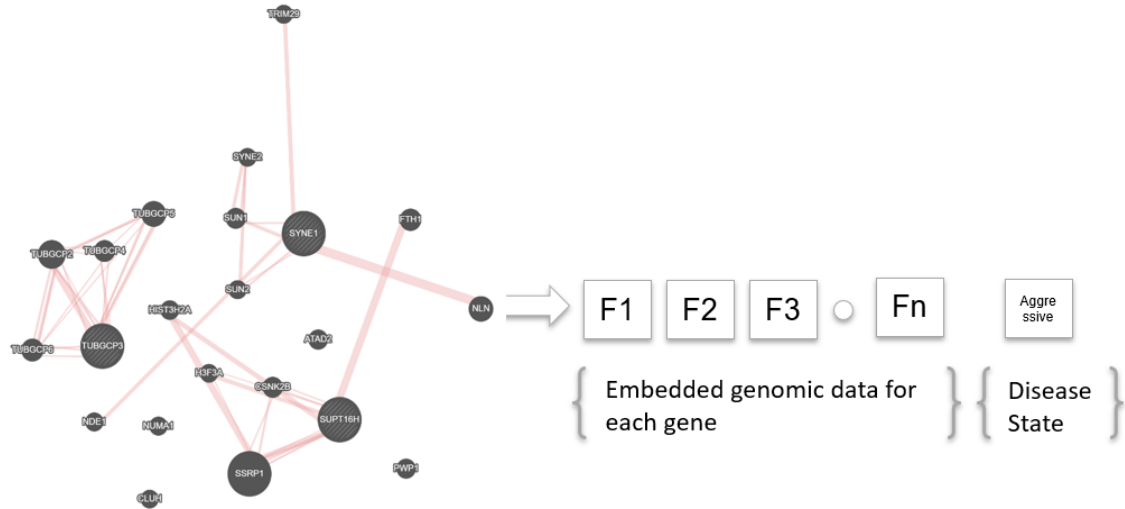 TRIM29
SYNE2
TUBGCP5
SUN1
FTH1
SYNE1
TUBGCP2
TUBGCP4
SUN2
HIST3H2A
NLN
F1 F2 F3 Fn
Aggre
ssive
ATAD2
TUBGCP6
TUBGCP3
H3F3A
CSNK2B
Embedded genomic data for
each gene
Disease
State
NDE1
NUMA1
SUPT16H
SSRP1
PWP1
CLUH